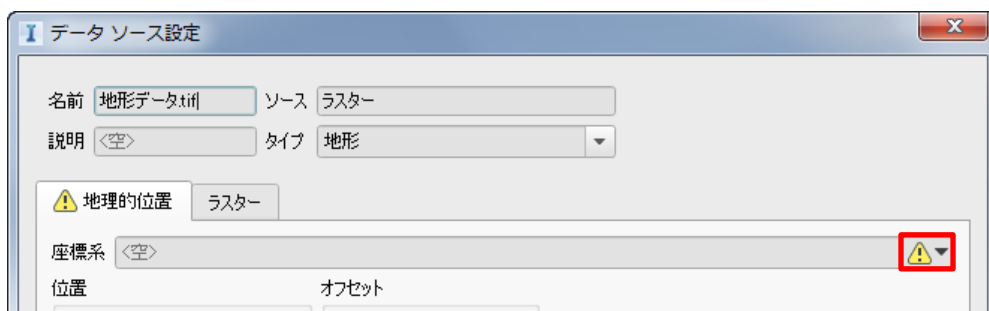 I データ ソース設定
名前 地形データ.tif ソース ラスター
説明 <空> タイプ 地形
地理的位置 ラスター
座標系 <空>
位置 オフセット